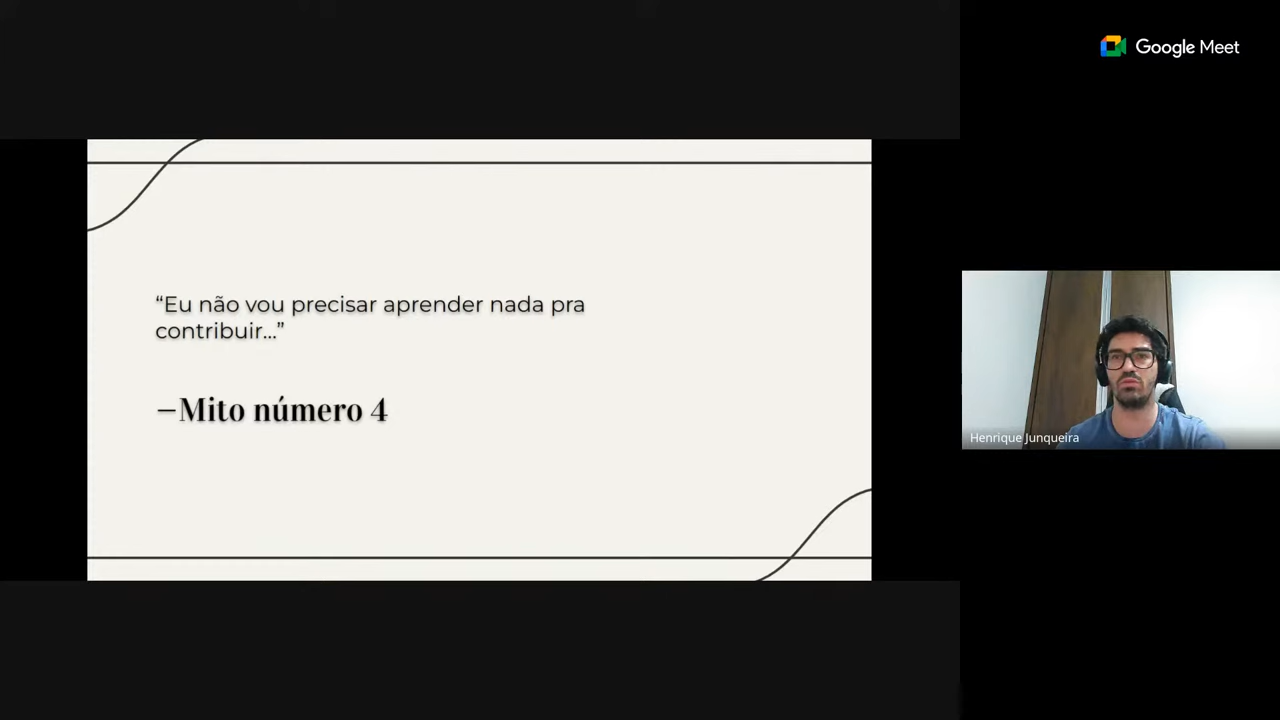 Google Meet
“Eu não vou precisar aprender nada pra
contribuir...”
—Mito número 4
Henrique Junqueira